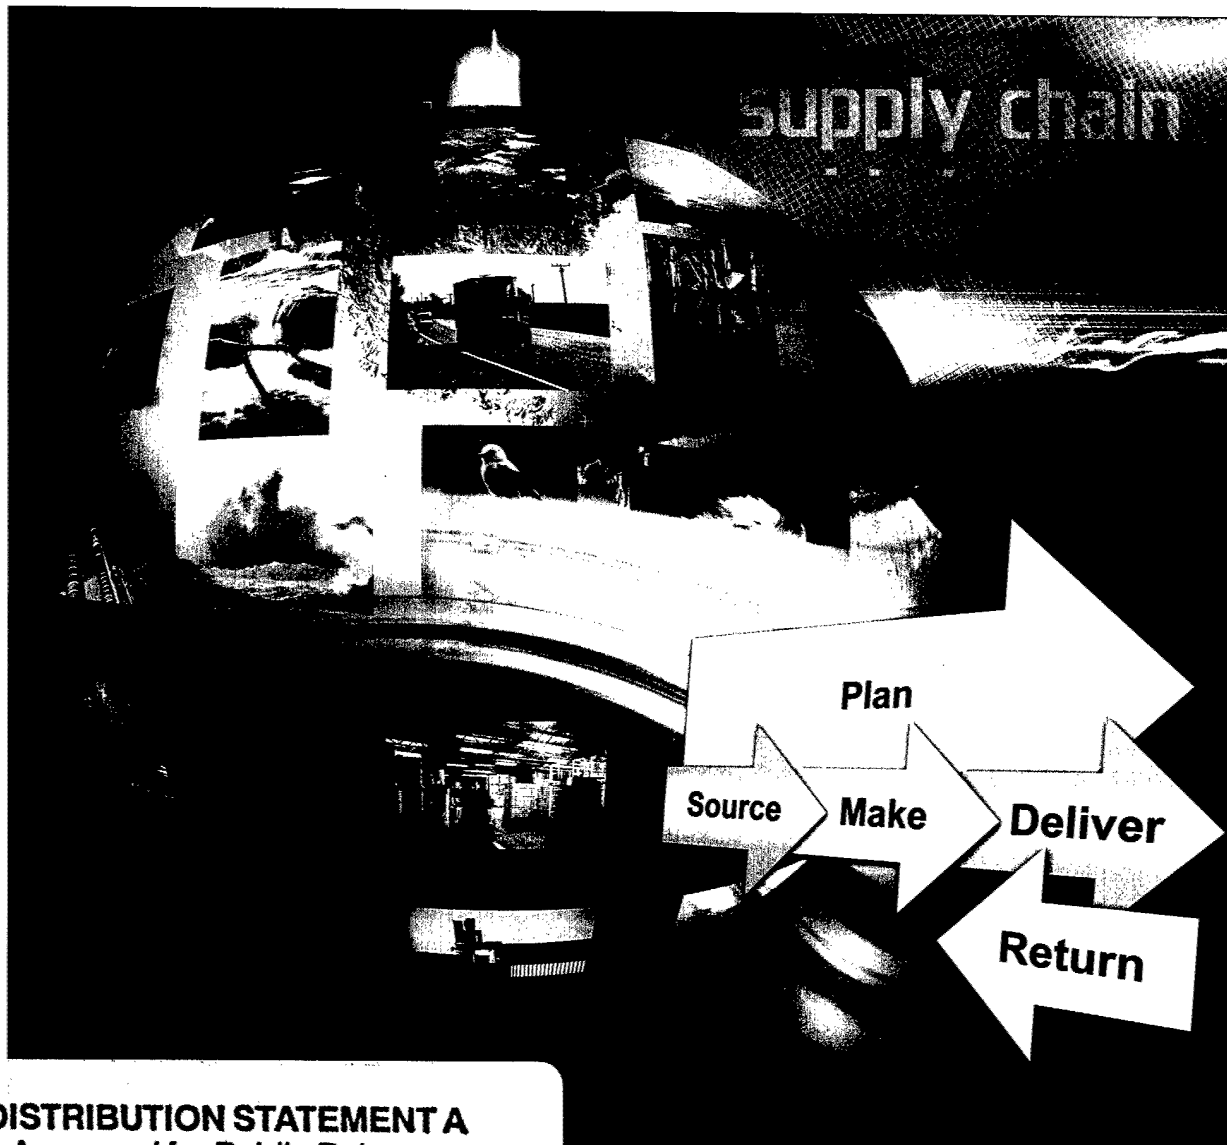 supply chain
Plan
Source
Make
Deliver
Return
DISTRIBUTION STATEMENT A